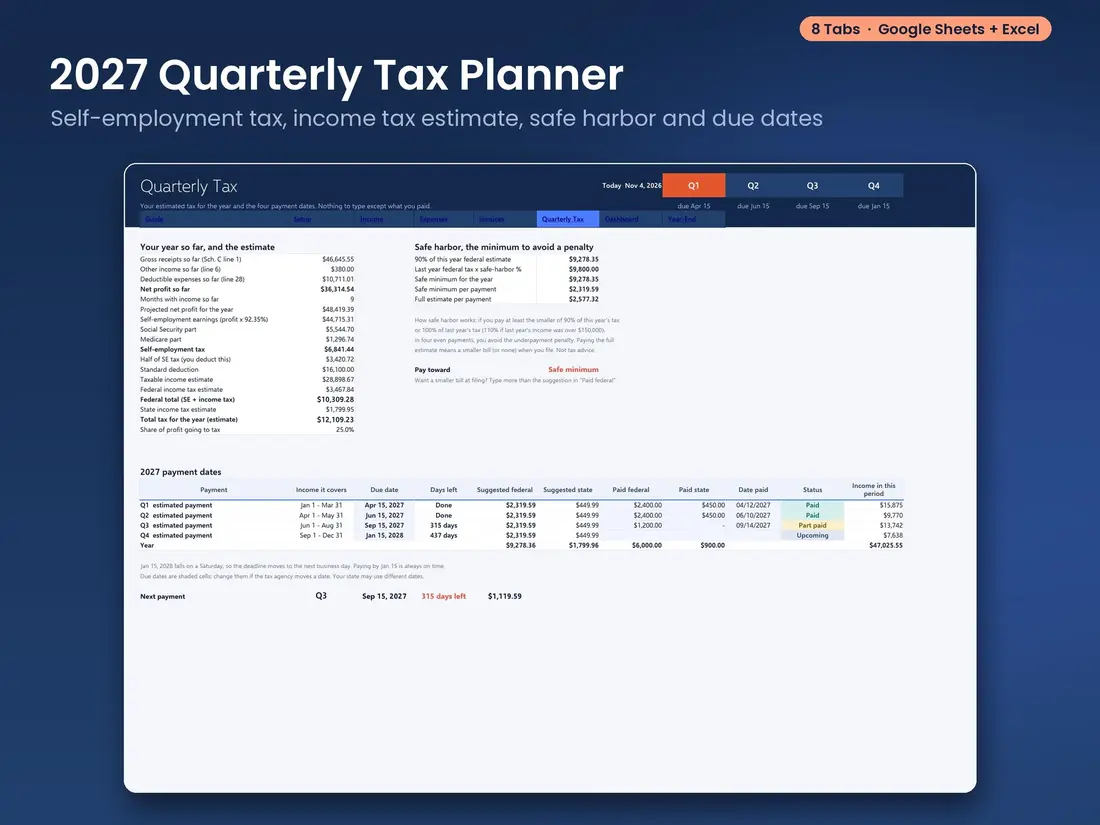 8 Tabs · Google Sheets + Excel
2027 Quarterly Tax Planner
Self-employment tax, income tax estimate, safe harbor and due dates
Quarterly Tax
Today Nov 4, 2026 Q1 Q2 Q3 Q4
Your estimated tax for the year and the four payment dates. Nothing to type except what you paid.
due Apr 15 due Jun 15 due Sep 15 due Jan 15
Guide Setup Income Expenses Invoices Quarterly Tax Dashboard Year-End
Your year so far, and the estimate
Gross receipts so far (Sch. C line 1) $46,645.55
Other income so far (line 6) $380.00
Deductible expenses so far (line 28) $10,711.01
Net profit so far $36,314.54
Months with income so far 9
Projected net profit for the year $48,419.39
Self-employment earnings (profit x 92.35%) $44,715.31
Social Security part $5,544.70
Medicare part $1,296.74
Self-employment tax $6,841.44
Half of SE tax (you deduct this) $3,420.72
Standard deduction $16,100.00
Taxable income estimate $28,898.67
Federal income tax estimate $3,467.84
Federal total (SE + income tax) $10,309.28
State income tax estimate $1,799.95
Total tax for the year (estimate) $12,109.23
Share of profit going to tax 25.0%
Safe harbor, the minimum to avoid a penalty
90% of this year federal estimate $9,278.35
Last year federal tax x safe-harbor % $9,800.00
Safe minimum for the year $9,278.35
Safe minimum per payment $2,319.59
Full estimate per payment $2,577.32
How safe harbor works: if you pay at least the smaller of 90% of this year's tax
or 100% of last year's tax (110% if last year's income was over $150,000),
in four even payments, you avoid the underpayment penalty. Paying the full
estimate means a smaller bill (or none) when you file. Not tax advice.
Pay toward Safe minimum
Want a smaller bill at filing? Type more than the suggestion in "Paid federal"
2027 payment dates
Payment Income it covers Due date Days left Suggested federal Suggested state Paid federal Paid state Date paid Status Income in this period
Q1 estimated payment Jan 1 - Mar 31 Apr 15, 2027 Done $2,319.59 $449.99 $2,400.00 $450.00 04/12/2027 Paid $15,875
Q2 estimated payment Apr 1 - May 31 Jun 15, 2027 Done $2,319.59 $449.99 $2,400.00 $450.00 06/10/2027 Paid $9,770
Q3 estimated payment Jun 1 - Aug 31 Sep 15, 2027 315 days $2,319.59 $449.99 $1,200.00 - 09/14/2027 Part paid $13,742
Q4 estimated payment Sep 1 - Dec 31 Jan 15, 2028 437 days $2,319.59 $449.99 Upcoming $7,638
Year $9,278.36 $1,799.96 $6,000.00 $900.00 $47,025.55
Jan 15, 2028 falls on a Saturday, so the deadline moves to the next business day. Paying by Jan 15 is always on time.
Due dates are shaded cells: change them if the tax agency moves a date. Your state may use different dates.
Next payment Q3 Sep 15, 2027 315 days left $1,119.59